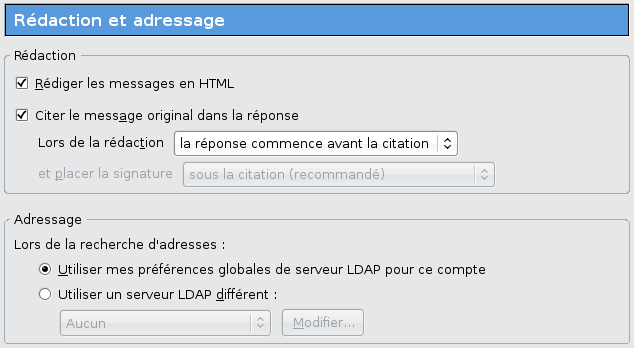 Rédaction et adressage
Rédaction
Rédiger les messages en HTML
Citer le message original dans la réponse
Lors de la rédaction la réponse commence avant la citation
et placer la signature sous la citation (recommandé)
Adressage
Lors de la recherche d'adresses :
Utiliser mes préférences globales de serveur LDAP pour ce compte
Utiliser un serveur LDAP différent :
Aucun Modifier...